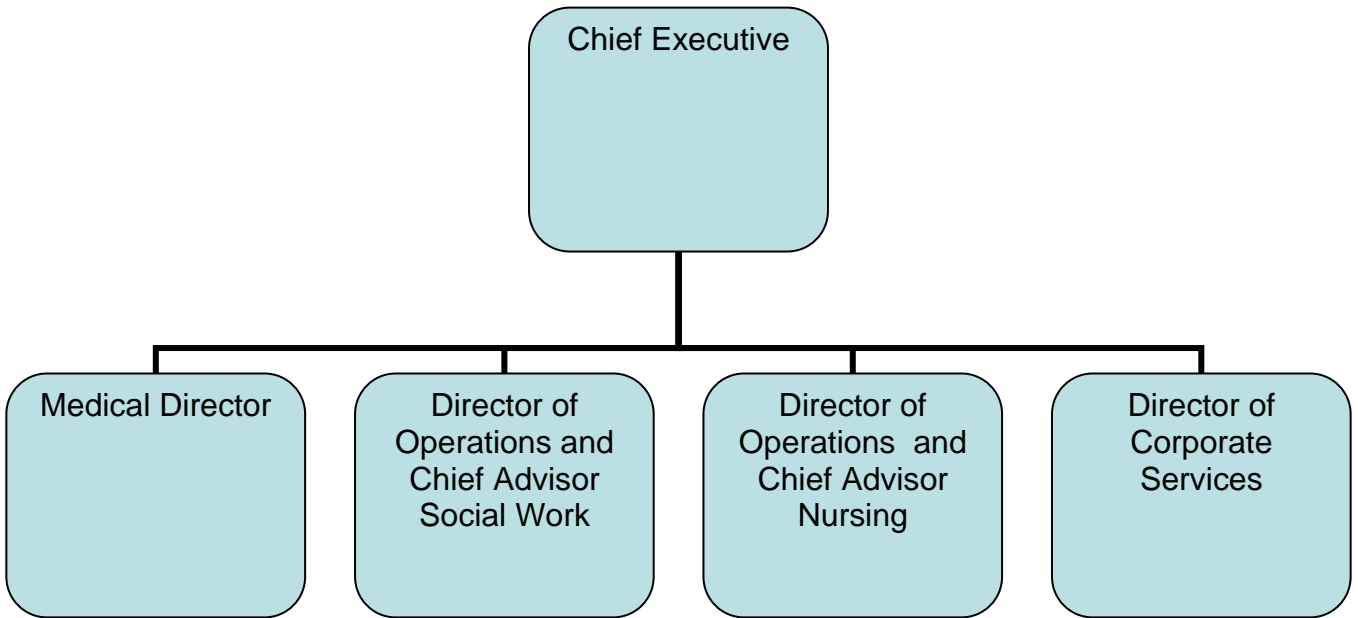 Chief Executive
Medical Director
Director of
Operations and
Chief Advisor
Social Work
Director of
Operations  and
Chief Advisor
Nursing
Director of
Corporate
Services